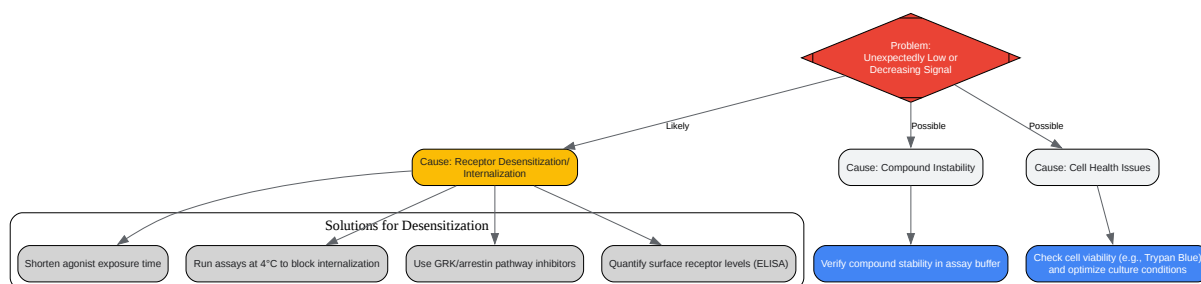 Problem:
Unexpectedly Low or
Decreasing Signal
Likely
Possible
Possible
Cause: Receptor Desensitization/
Internalization
Cause: Compound Instability
Cause: Cell Health Issues
Solutions for Desensitization
Shorten agonist exposure time
Run assays at 4°C to block internalization
Use GRK/arrestin pathway inhibitors
Quantify surface receptor levels (ELISA)
Verify compound stability in assay buffer
Check cell viability (e.g., Trypan Blue)
and optimize culture conditions